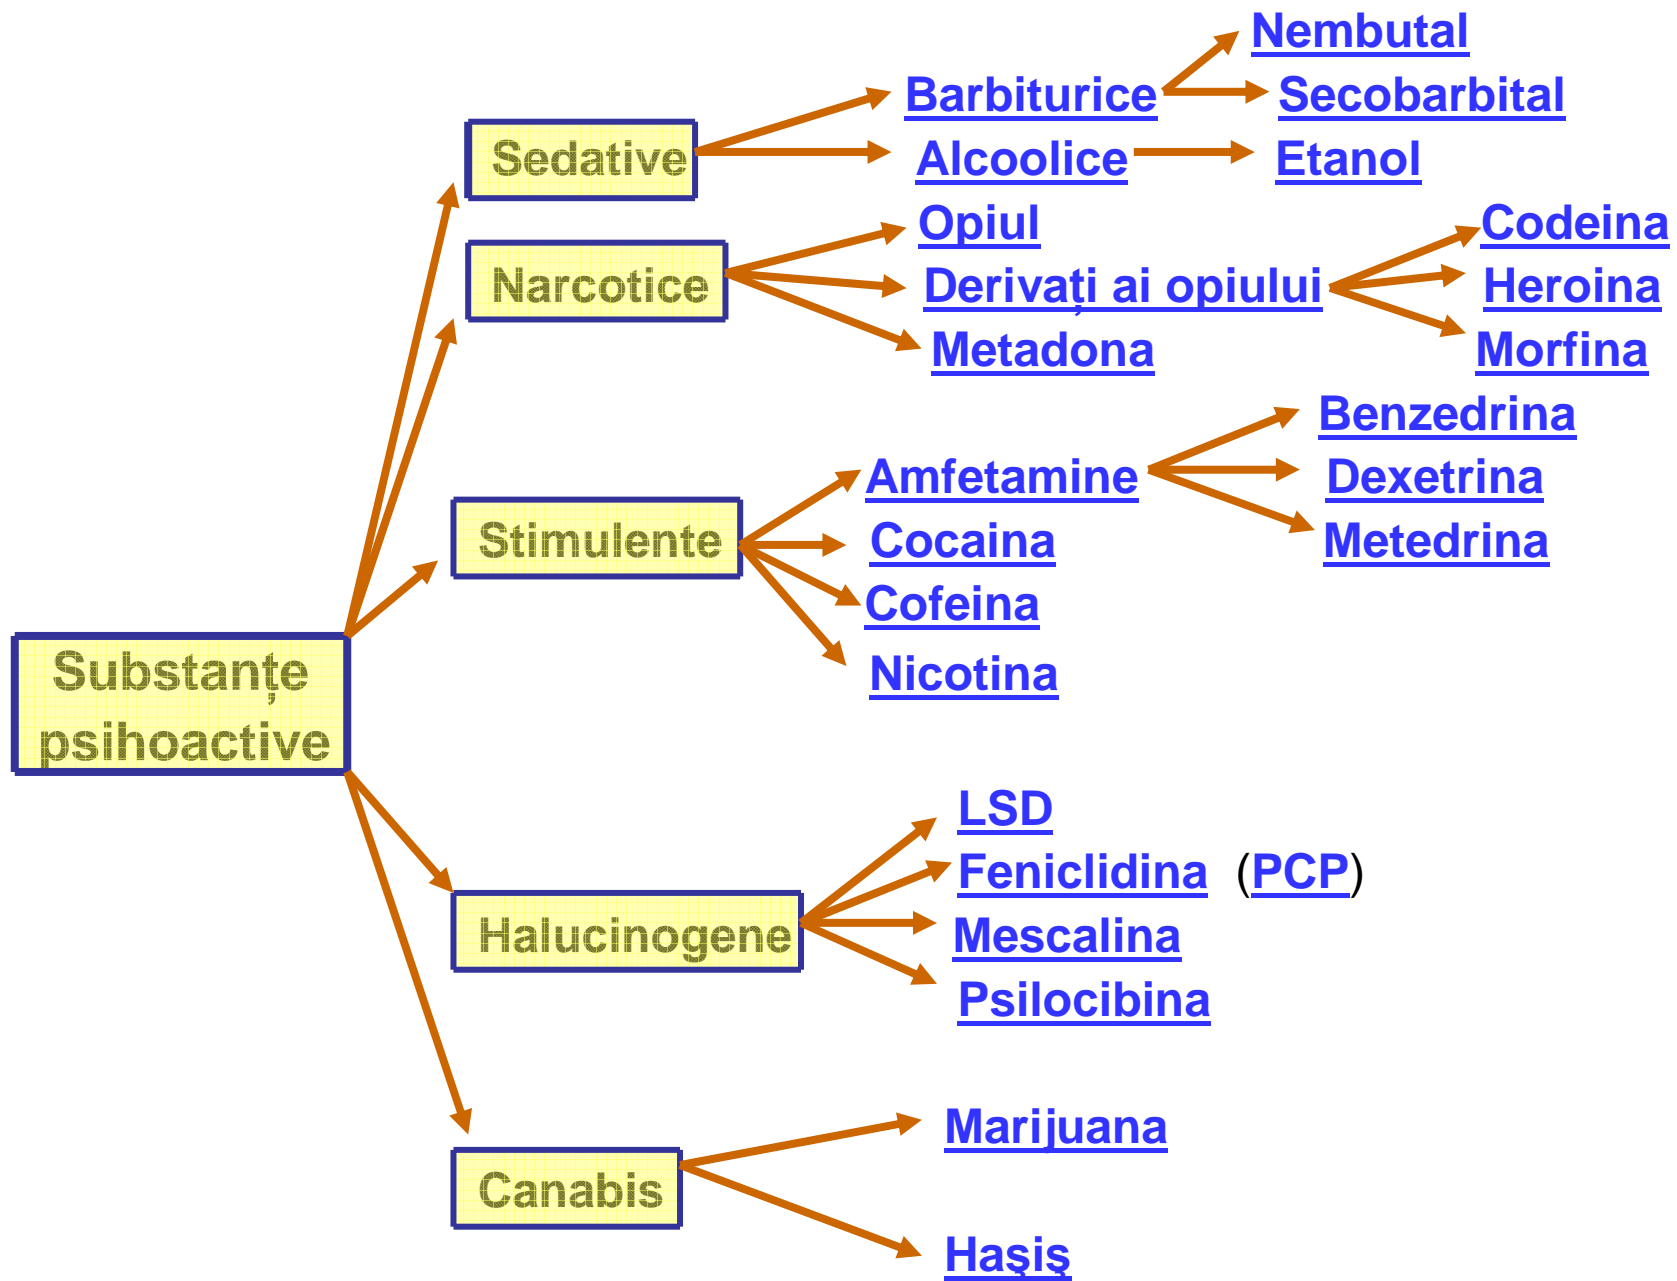 Nembutal
Barbiturice Secobarbital
Sedative
Alcoolice Etanol
Opiul Codeina
Narcotice Derivați ai opiului Heroina
Metadona Morfina
Benzedrina
Amfetamine Dexetrina
Stimulente Cocaina Metedrina
Cofeina
Nicotina
Substanțe
psihoactive
LSD
Feniclidina (PCP)
Halucinogene Mescalina
Psilocibina
Marijuana
Canabis
Haşiş